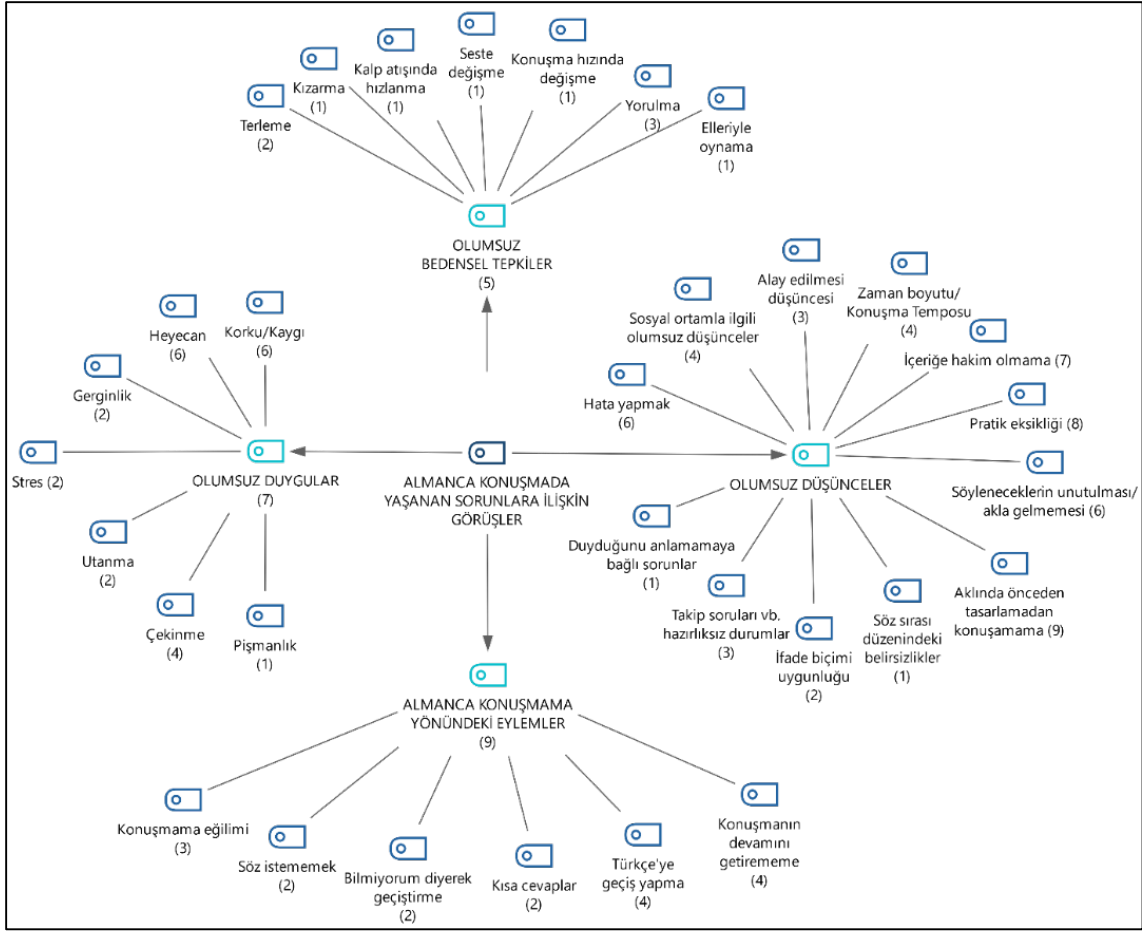 Terleme
(2)
Kızarma
(1)
Kalp atışında
hızlanma
(1)
Seste
değişme
(1)
Konuşma hızında
değişme
(1)
Yorulma
(3)
Elleriyle
oynama
(1)
OLUMSUZ
BEDENSEL TEPKİLER
(5)
Heyecan
(6)
Korku/Kaygı
(6)
Gerginlik
(2)
Stres (2)
OLUMSUZ DUYGULAR
(7)
Utanma
(2)
Çekinme
(4)
Pişmanlık
(1)
ALMANCA KONUŞMADA
YAŞANAN SORUNLARA İLİŞKİN
GÖRÜŞLER
Hata yapmak
(6)
Sosyal ortamla ilgili
olumsuz düşünceler
(4)
Alay edilmesi
düşüncesi
(3)
Zaman boyutu/
Konuşma Temposu
(4)
İçeriğe hakim olmama (7)
Pratik eksikliği (8)
OLUMSUZ DÜŞÜNCELER
Söyleneceklerin unutulması/
akla gelmemesi (6)
Duyduğunu anlamamaya
bağlı sorunlar
(1)
Takip soruları vb.
hazırlıksız durumlar
(3)
İfade biçimi
uygunluğu
(2)
Söz sırası
düzenindeki
belirsizlikler
(1)
Aklında önceden
tasarlamadan
konuşamama (9)
ALMANCA KONUŞMAMA
YÖNÜNDEKİ EYLEMLER
(9)
Konuşmama eğilimi
(3)
Söz istememek
(2)
Bilmiyorum diyerek
geçiştirme
(2)
Kısa cevaplar
(2)
Türkçe'ye
geçiş yapma
(4)
Konuşmanın
devamını
getirememe
(4)